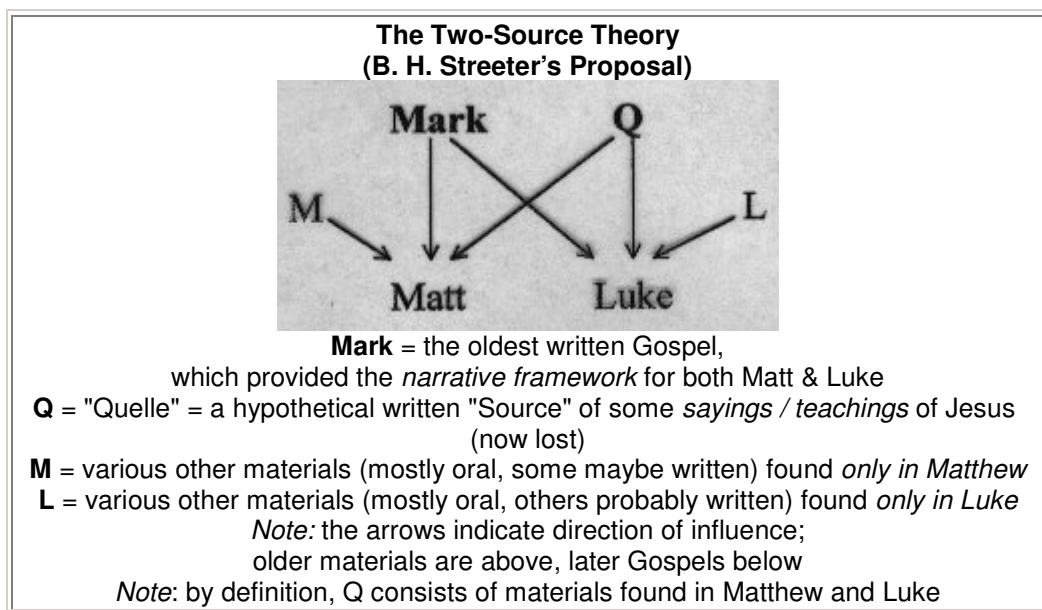 The Two-Source Theory
(B. H. Streeter’s Proposal)
Mark Q
M L
Matt Luke
Mark = the oldest written Gospel,
which provided the narrative framework for both Matt & Luke
Q = "Quelle" = a hypothetical written "Source" of some sayings / teachings of Jesus
(now lost)
M = various other materials (mostly oral, some maybe written) found only in Matthew
L = various other materials (mostly oral, others probably written) found only in Luke
Note: the arrows indicate direction of influence;
older materials are above, later Gospels below
Note: by definition, Q consists of materials found in Matthew and Luke